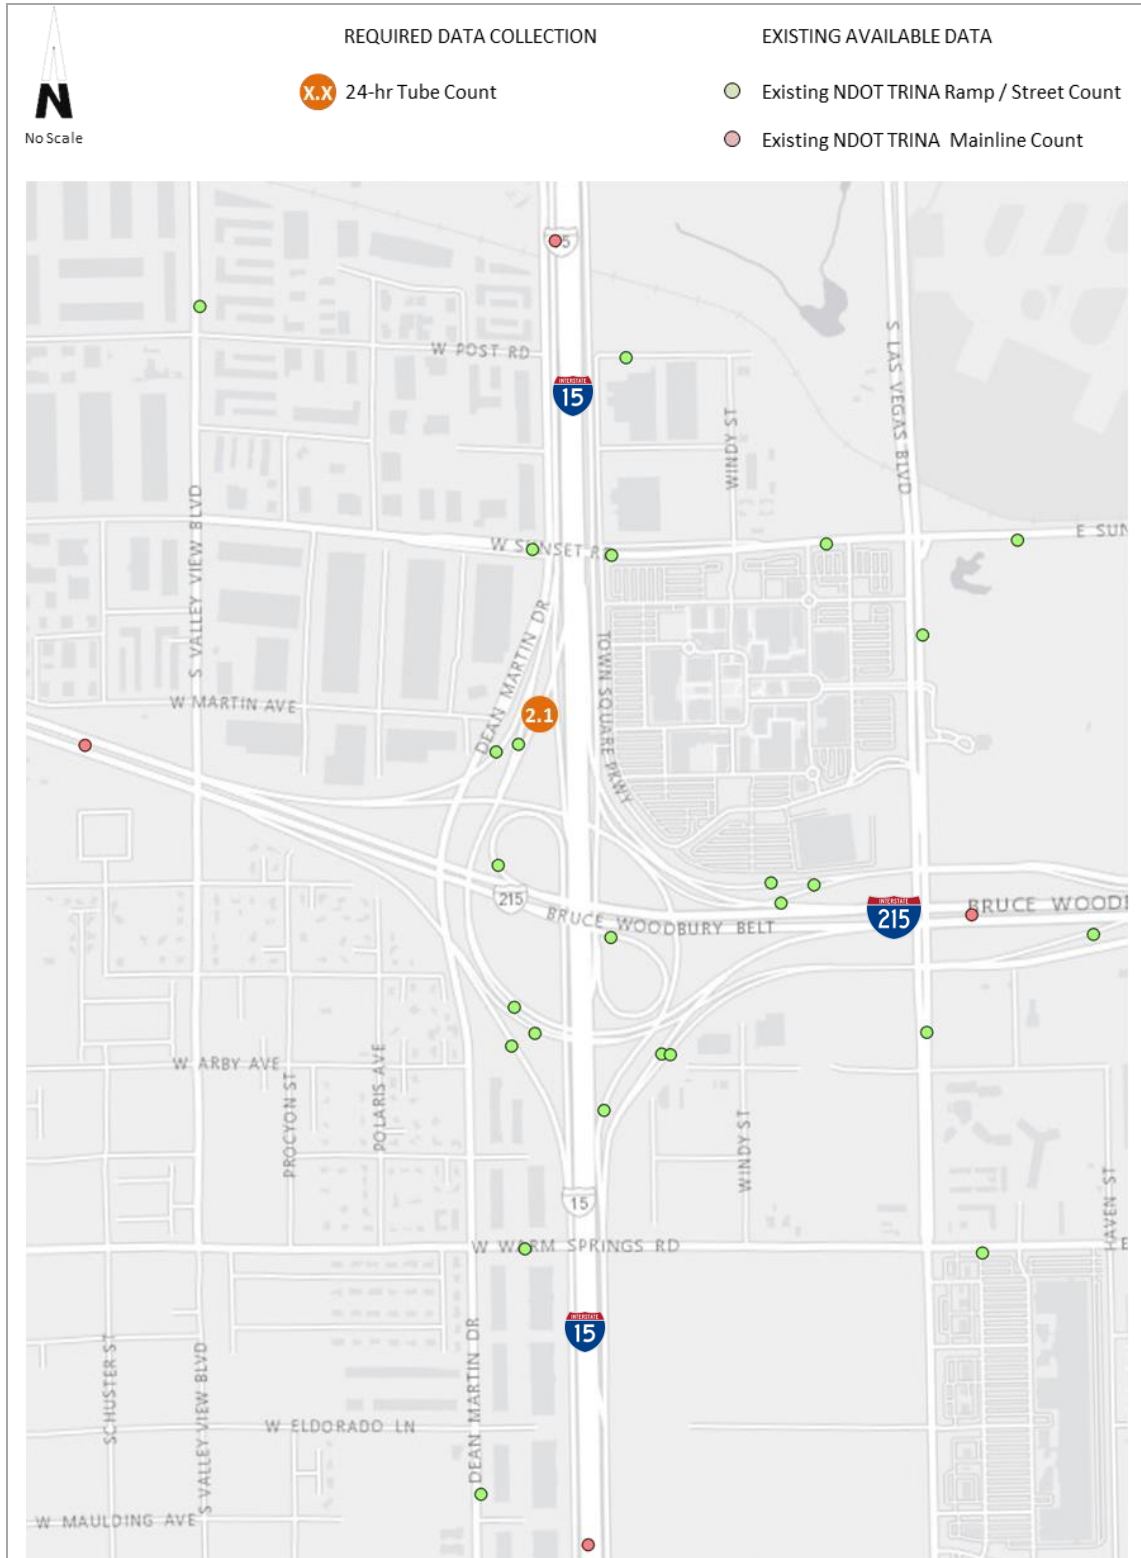 REQUIRED DATA COLLECTION
EXISTING AVAILABLE DATA
X.X 24-hr Tube Count
Existing NDOT TRINA Ramp / Street Count
N
No Scale
Existing NDOT TRINA Mainline Count
W POST RD
INTERSTATE
15
S LAS VEGAS BLVD
WINDY ST
S VALLEY VIEW BLVD
W SUNSET R
E SUN
DEAN MARTIN DR
TOWN SQUARE PKWY
W MARTIN AVE
2.1
215
BRUCE WOODBURY BELT
INTERSTATE
215
BRUCE WOODB
W ARBY AVE
PROCYON ST
POLARIS AVE
WINDY ST
HAVEN ST
15
W WARM SPRINGS RD
E
INTERSTATE
15
SCHUSTER ST
S VALLEY VIEW BLVD
DEAN MARTIN DR
W ELDORADO LN
W MAULDING AVE